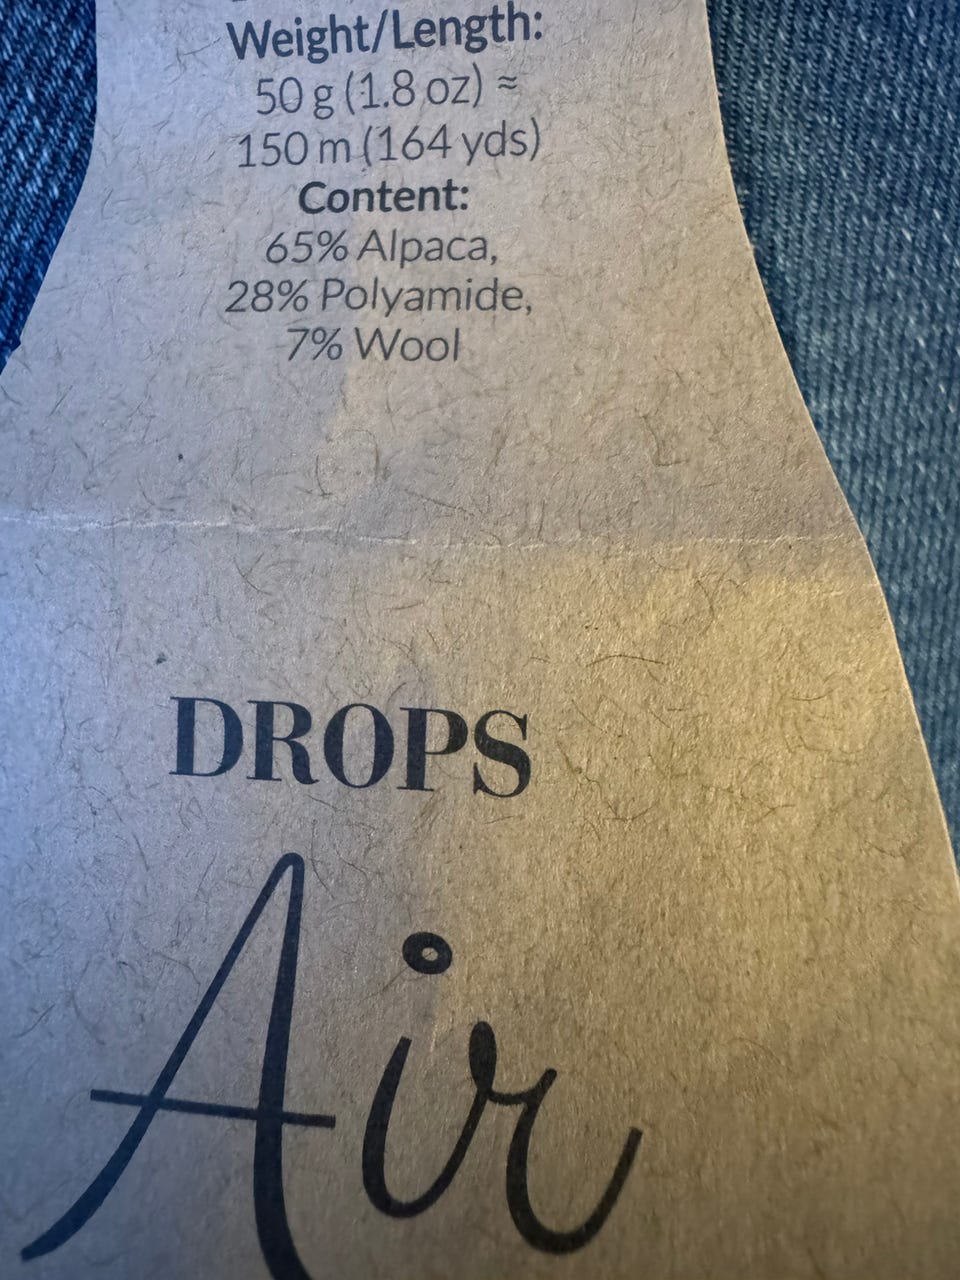 Weight/Length:
50 g (1.8 oz) ≈
150 m (164 yds)
Content:
65% Alpaca,
28% Polyamide,
7% Wool
DROPS
Air